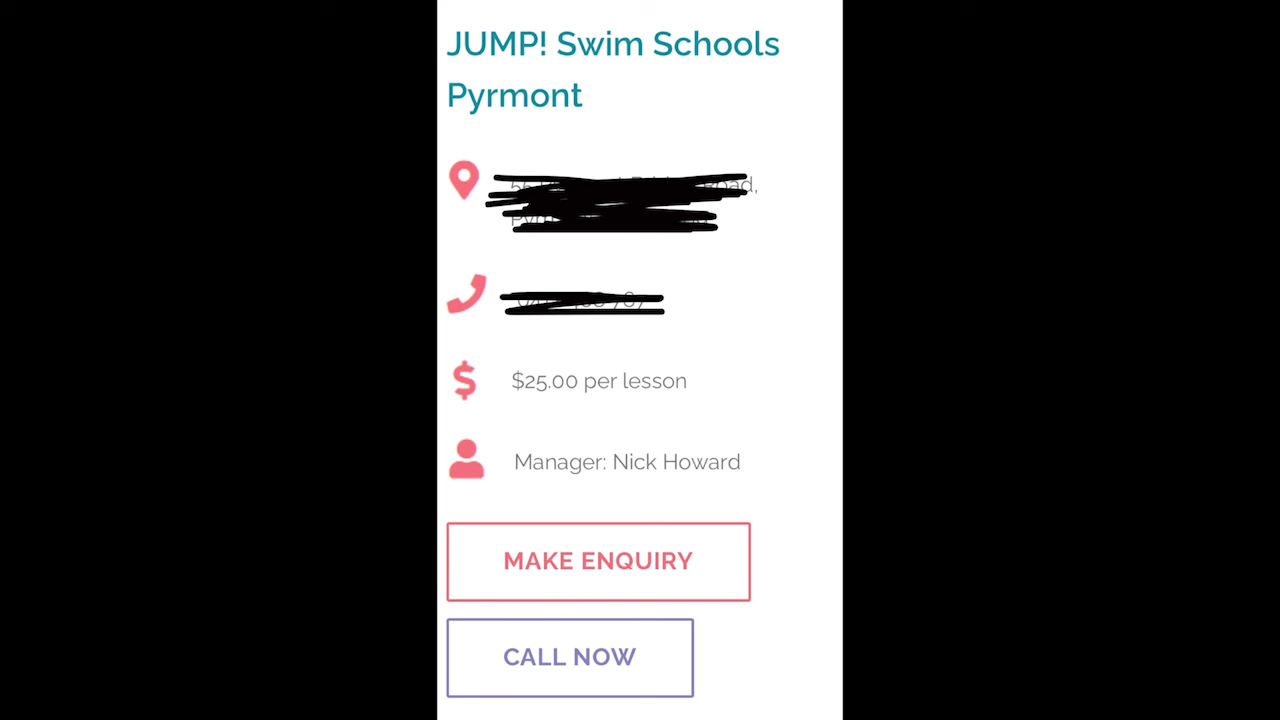 JUMP! Swim Schools
Pyrmont
$25.00 per lesson
Manager: Nick Howard
MAKE ENQUIRY
CALL NOW